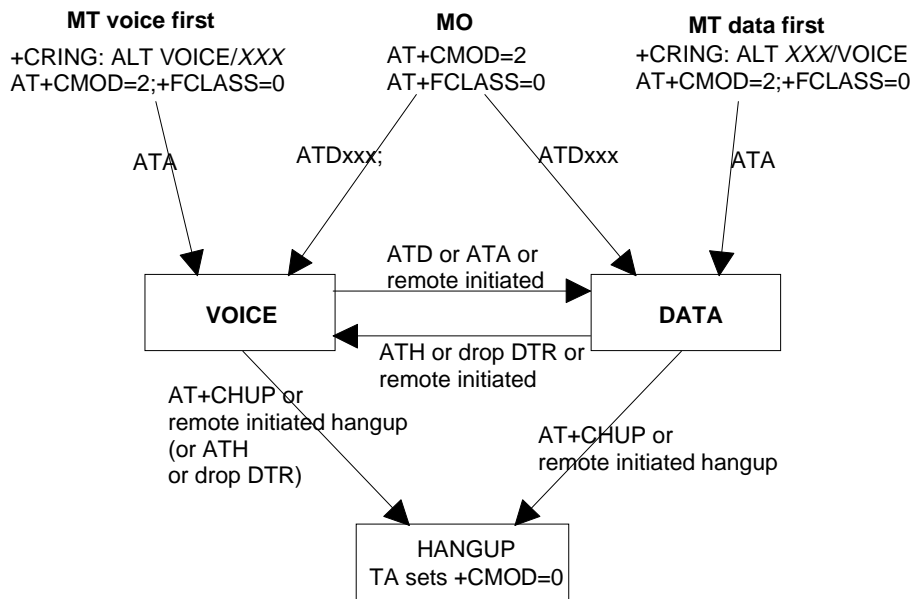 MT voice first
+CRING: ALT VOICE/XXX
AT+CMOD=2;+FCLASS=0
MO
AT+CMOD=2
AT+FCLASS=0
MT data first
+CRING: ALT XXX/VOICE
AT+CMOD=2;+FCLASS=0
ATA
ATDxxx;
ATDxxx
ATA
ATD or ATA or
remote initiated
VOICE
DATA
ATH or drop DTR or
remote initiated
AT+CHUP or
remote initiated hangup
(or ATH
or drop DTR)
AT+CHUP or
remote initiated hangup
HANGUP
TA sets +CMOD=0